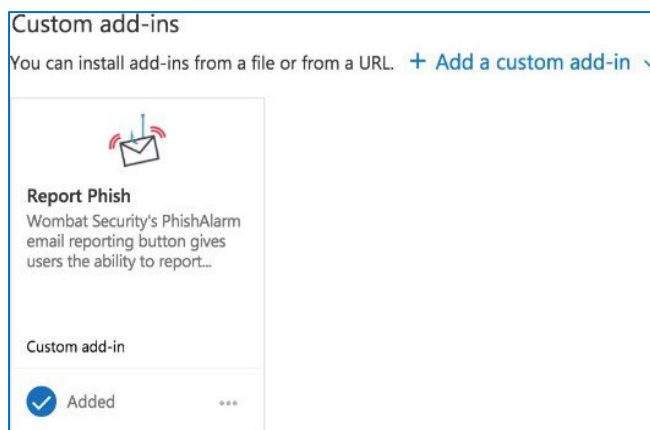 Custom add-ins
You can install add-ins from a file or from a URL. + Add a custom add-in
Report Phish
Wombat Security's PhishAlarm
email reporting button gives
users the ability to report...
Custom add-in
Added